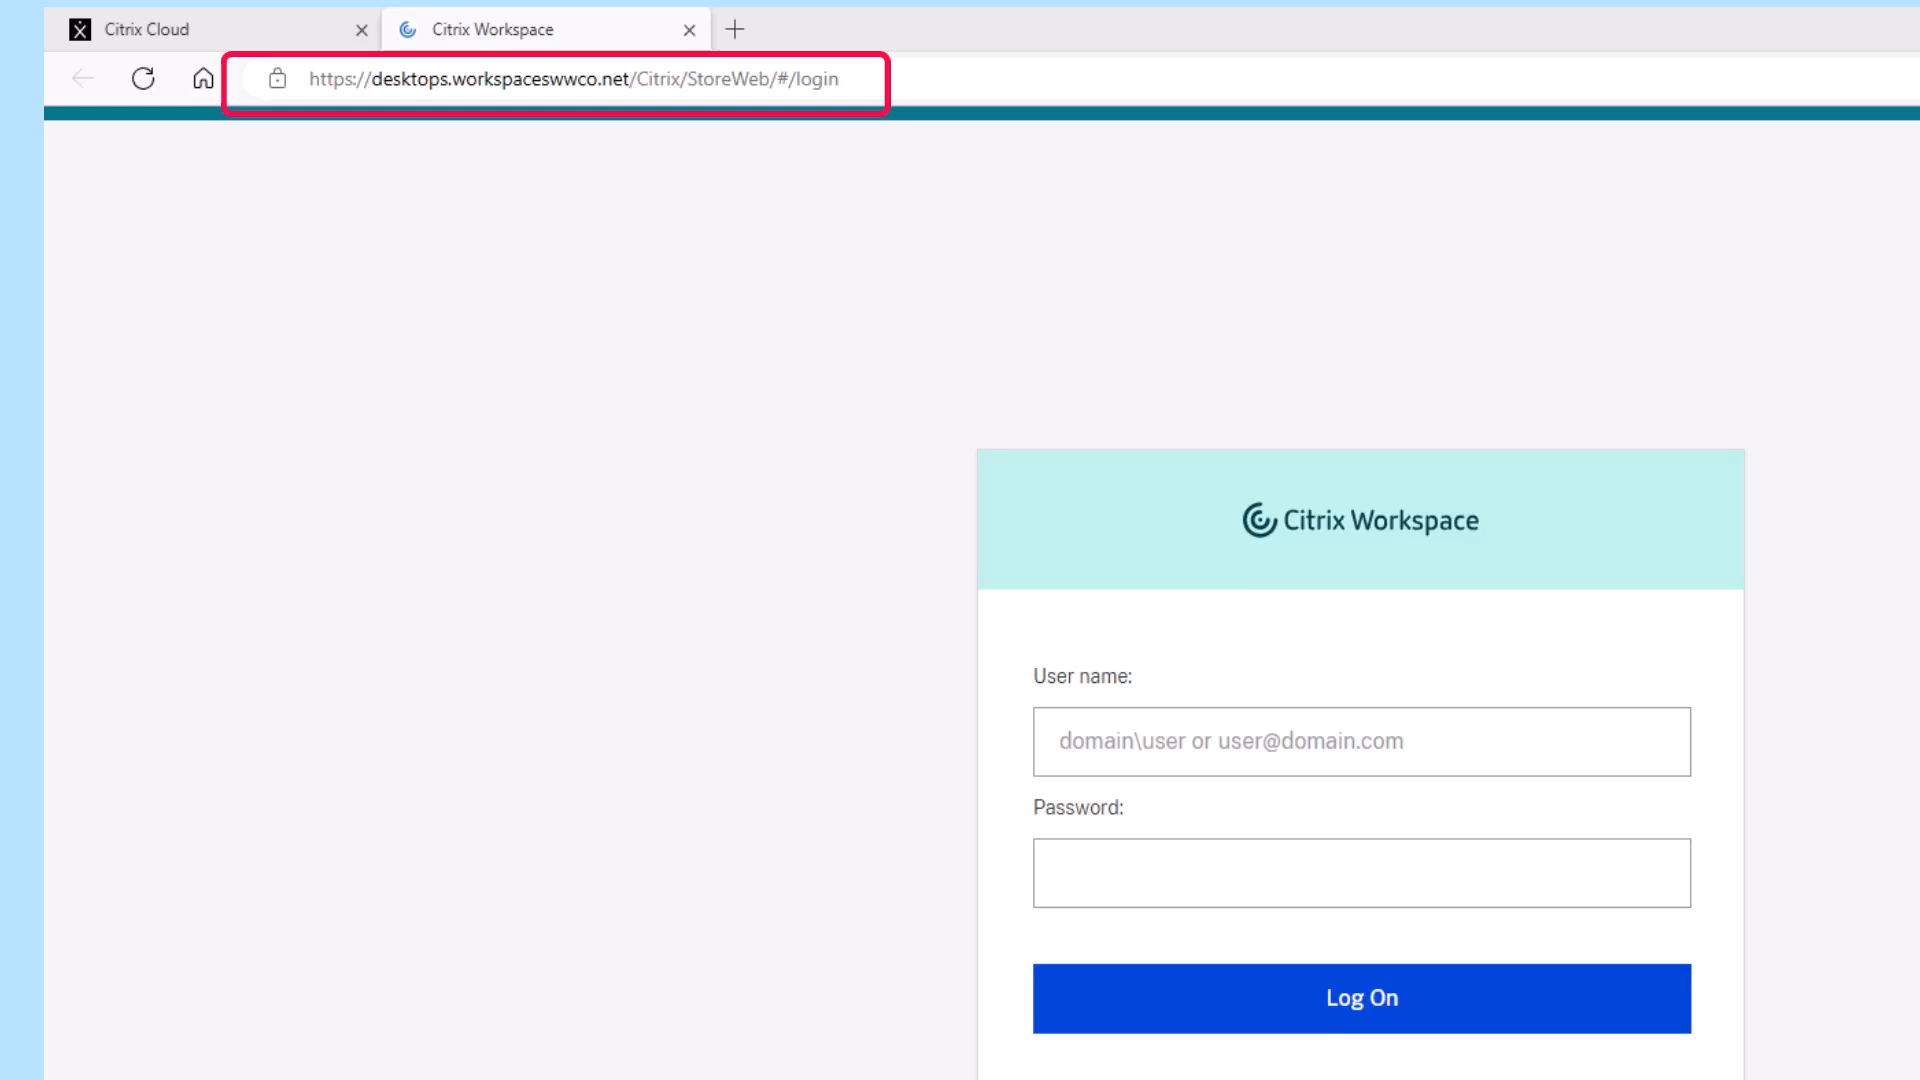 Citrix Cloud
Citrix Workspace
https://desktops.workspaceswwco.net/Citrix/StoreWeb/#/login
Citrix Workspace
User name:
domain\user or user@domain.com
Password:
Log On